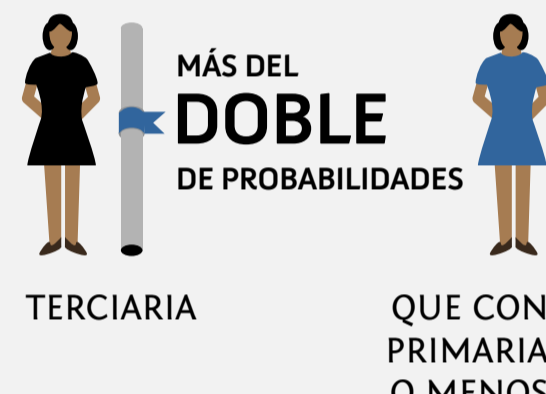 MÁS DEL
DOBLE
DE PROBABILIDADES
TERCIARIA
QUE CON
PRIMARIA
O MENOS